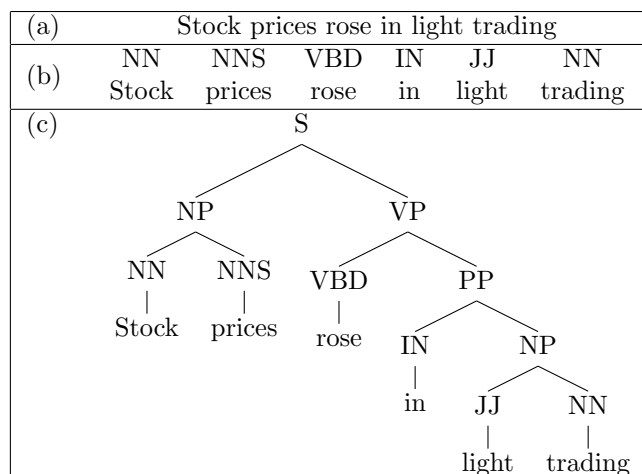 (a) Stock prices rose in light trading
(b) NN NNS VBD IN JJ NN
Stock prices rose in light trading
(c) S
NP VP
NN NNS VBD PP
Stock prices rose IN NP
in JJ NN
light trading